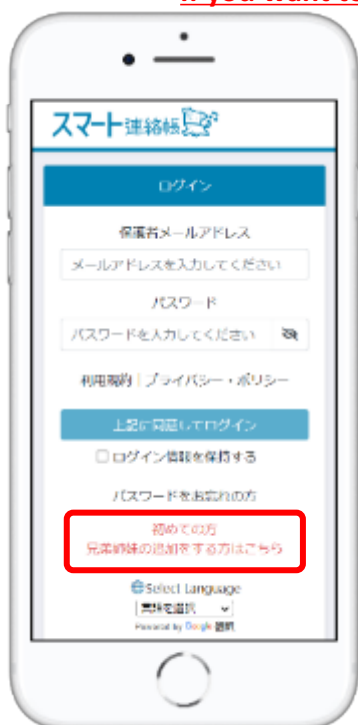 If you want to
スマート連絡帳
ログイン
保護者メールアドレス
メールアドレスを入力してください
パスワード
パスワードを入力してください
利用規約 | プライバシー・ポリシー
上記に同意してログイン
ログイン情報を保持する
パスワードをお忘れの方
初めての方
兄弟姉妹の追加をする方はこちら
Select Language
言語を選択
Powered by Google 翻訳